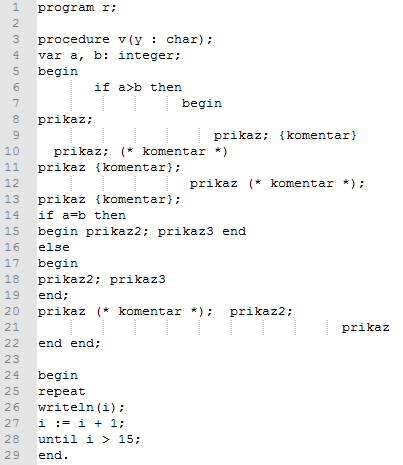 1 program r;
2
3 procedure v(y : char);
4 var a, b: integer;
5 begin
6 if a>b then
7 begin
8 prikaz;
9 prikaz; {komentar}
10 prikaz; (* komentar *)
11 prikaz {komentar};
12 prikaz (* komentar *);
13 prikaz {komentar};
14 if a=b then
15 begin prikaz2; prikaz3 end
16 else
17 begin
18 prikaz2; prikaz3
19 end;
20 prikaz (* komentar *); prikaz2;
21 prikaz
22 end end;
23
24 begin
25 repeat
26 writeln(i);
27 i := i + 1;
28 until i > 15;
29 end.